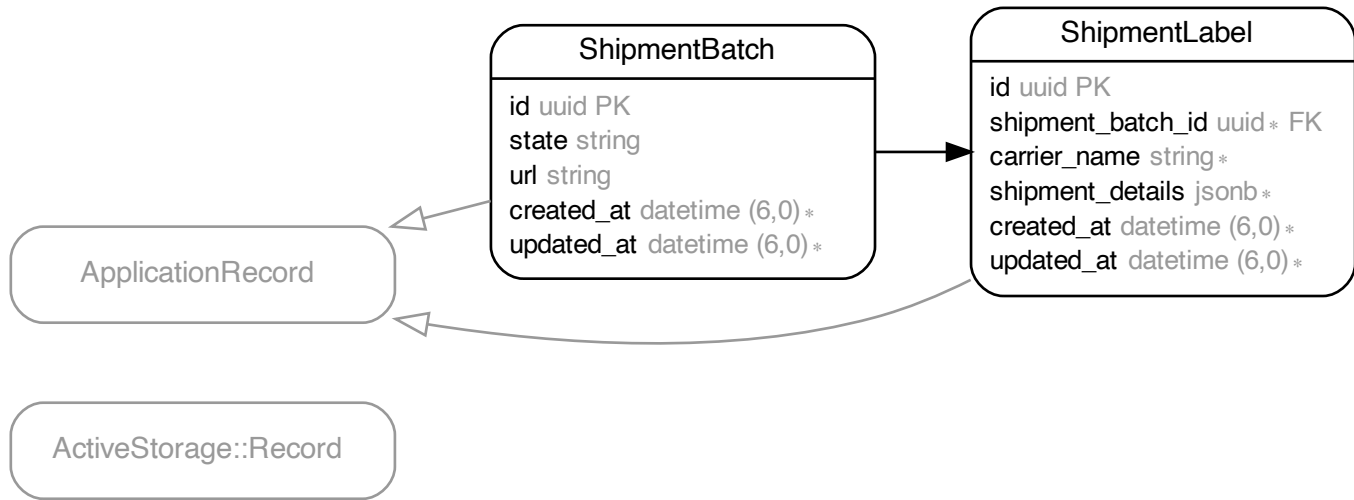 ShipmentBatch
id uuid PK
state string
url string
created_at datetime (6,0) *
updated_at datetime (6,0) *
ShipmentLabel
id uuid PK
shipment_batch_id uuid * FK
carrier_name string *
shipment_details jsonb *
created_at datetime (6,0) *
updated_at datetime (6,0) *
ApplicationRecord
ActiveStorage::Record